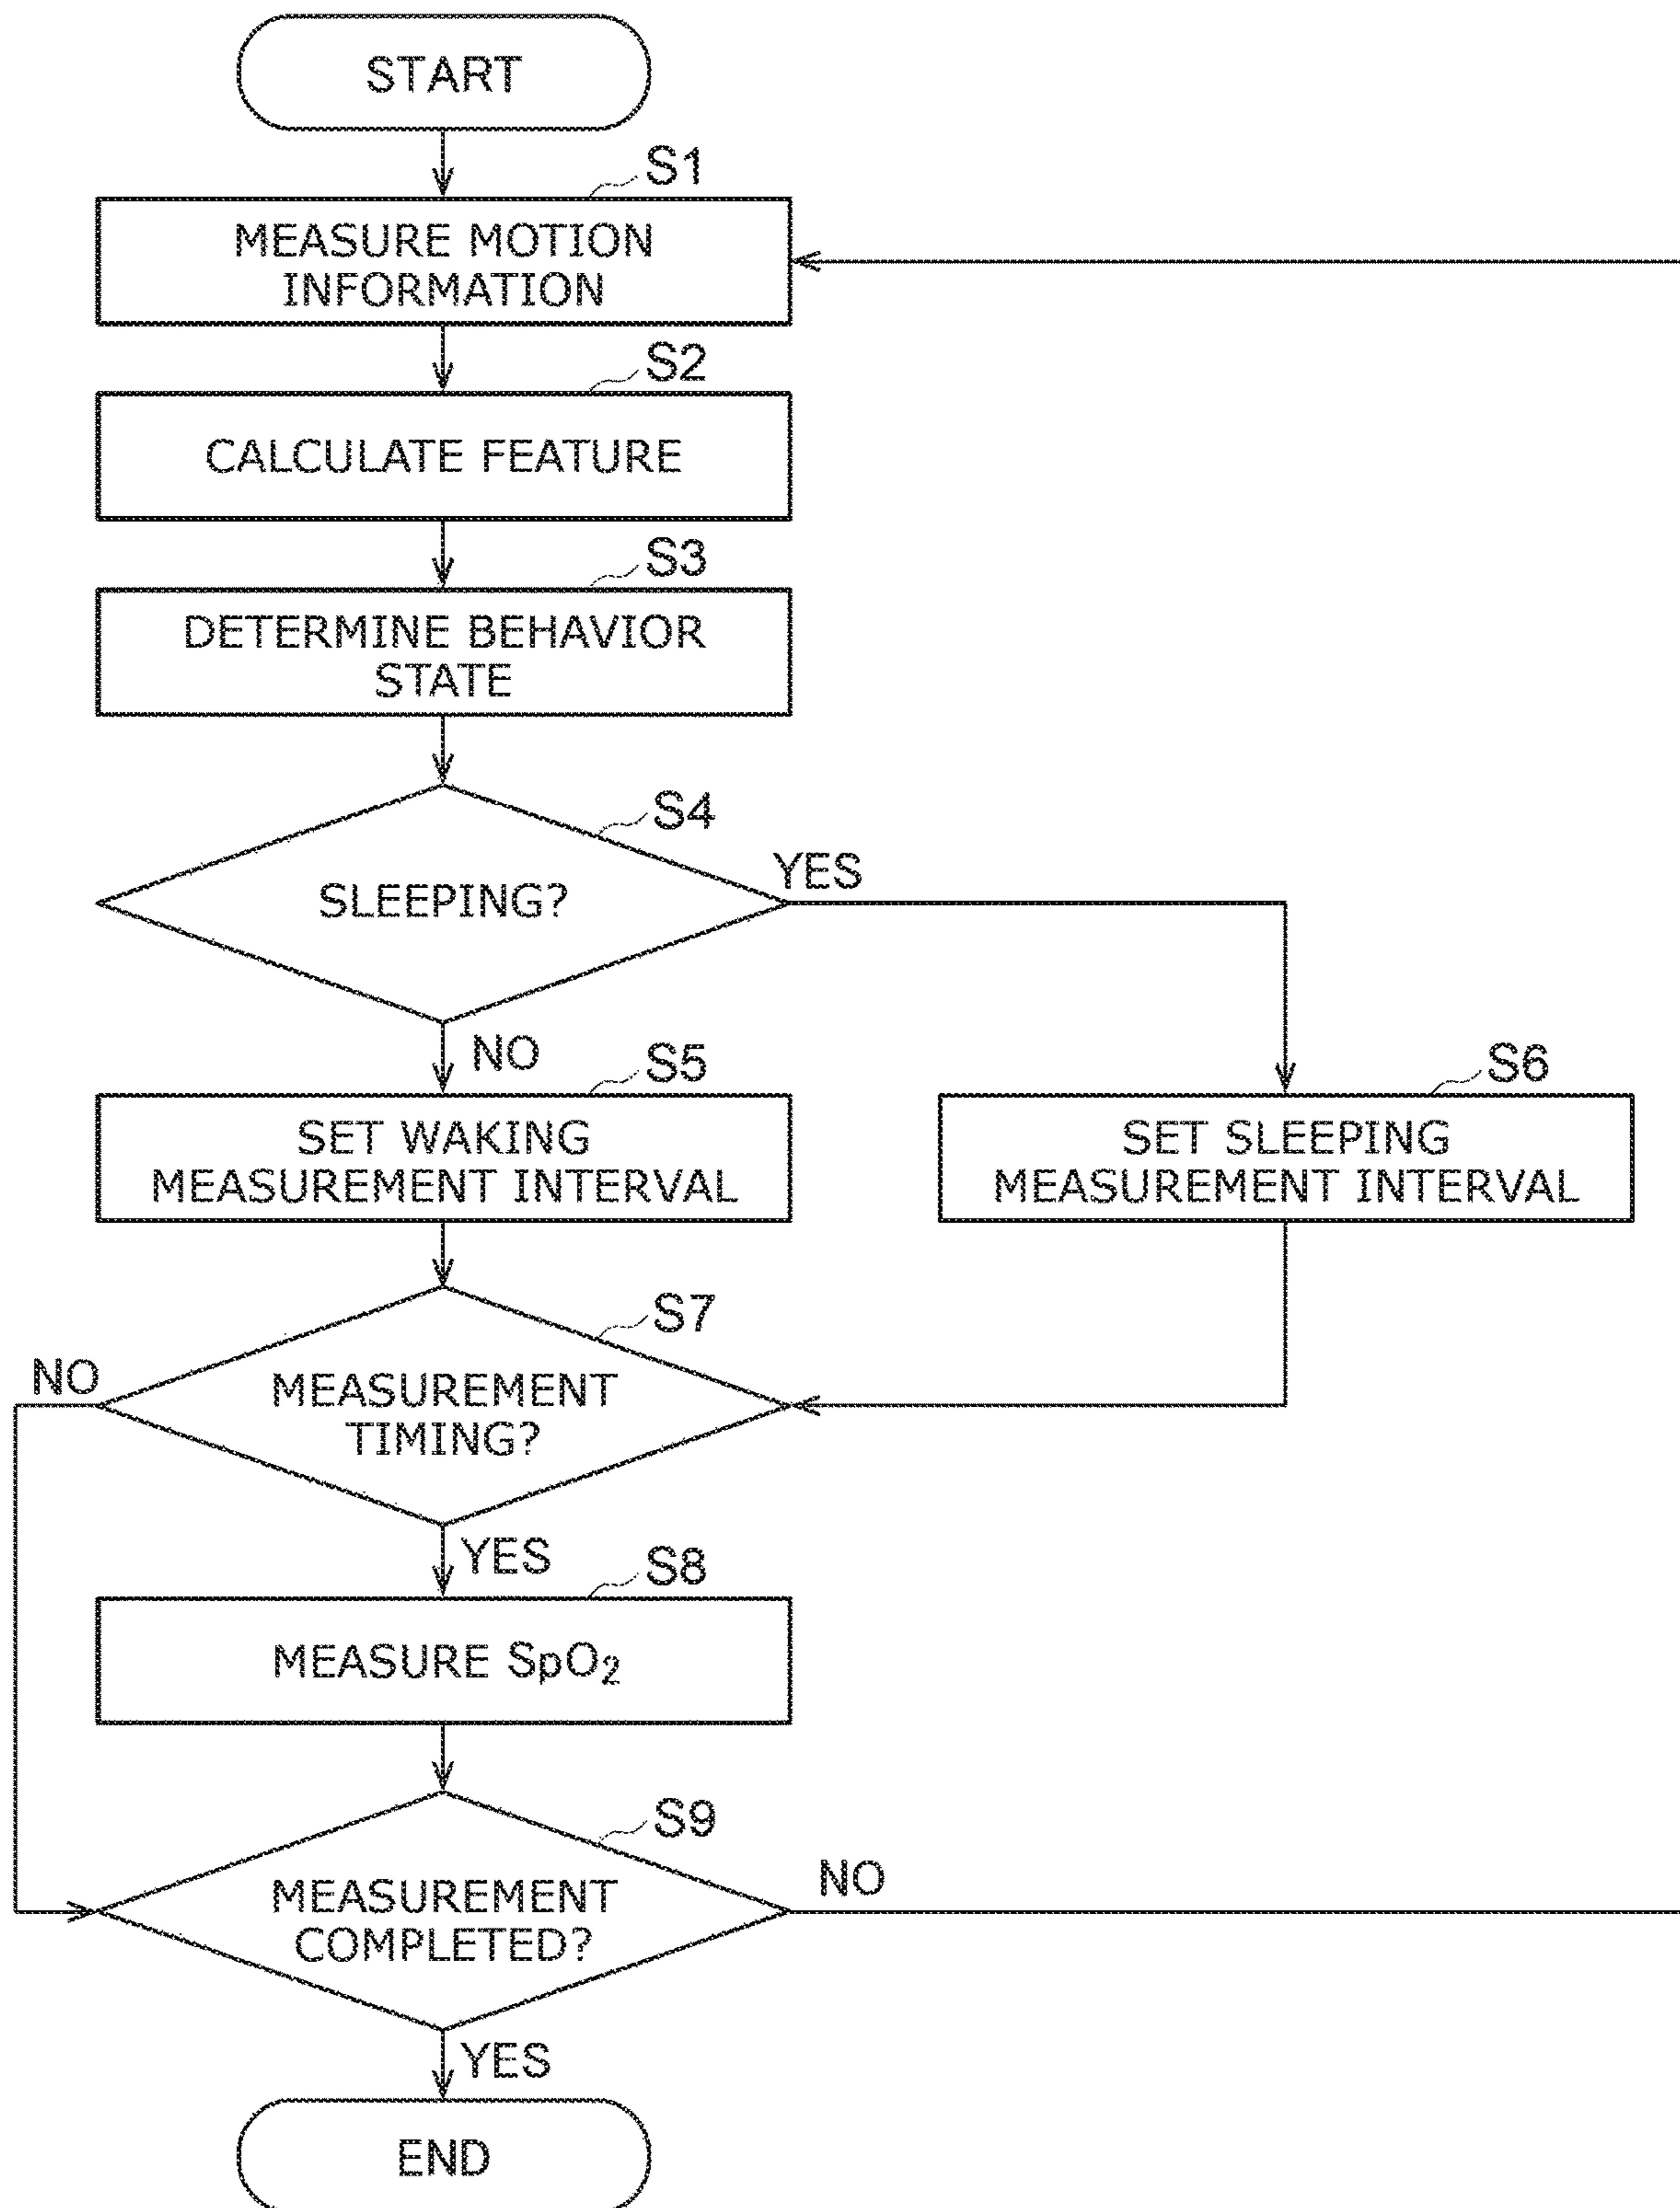 START
S1
MEASURE MOTION
INFORMATION
S2
CALCULATE FEATURE
S3
DETERMINE BEHAVIOR
STATE
S4
SLEEPING?
YES
NO
S5
SET WAKING
MEASUREMENT INTERVAL
S6
SET SLEEPING
MEASUREMENT INTERVAL
S7
MEASUREMENT
TIMING?
NO
YES
S8
MEASURE SpO₂
S9
MEASUREMENT
COMPLETED?
NO
YES
END